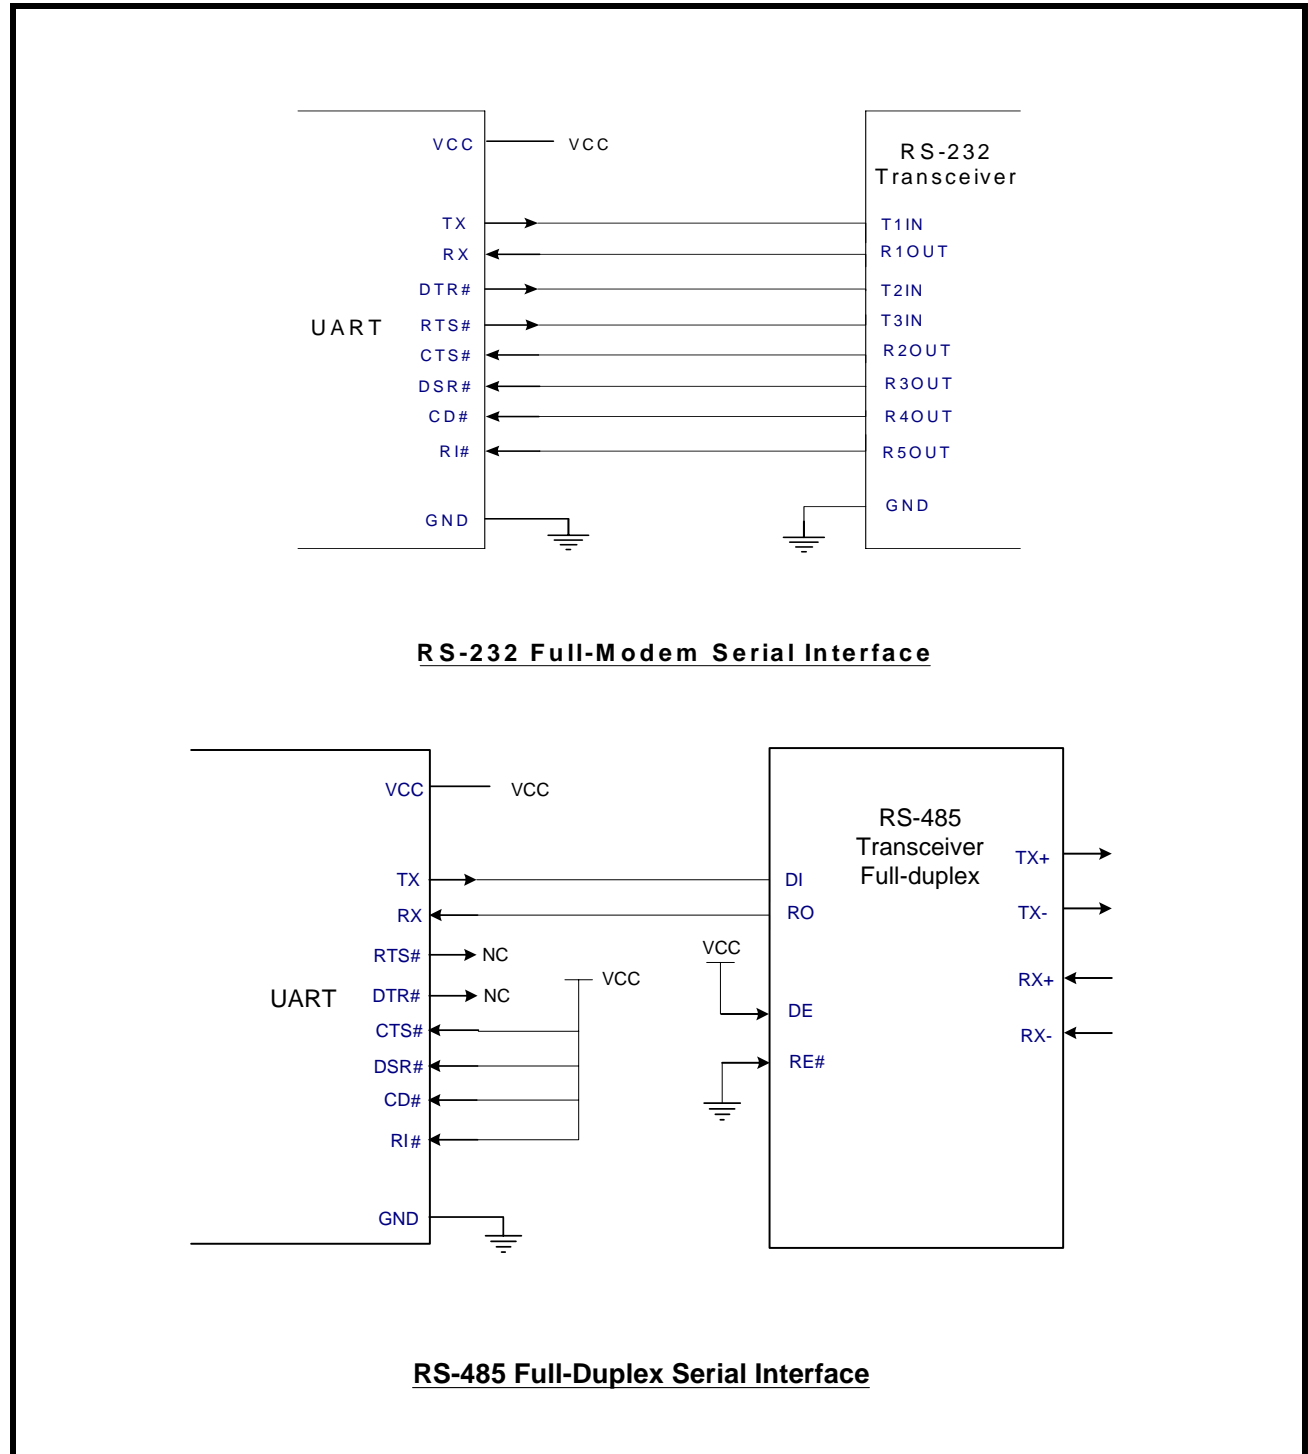 VCC VCC
RS-232
Transceiver
TX T1IN
RX R1OUT
DTR# T2IN
UART RTS# T3IN
CTS# R2OUT
DSR# R3OUT
CD# R4OUT
RI# R5OUT
GND GND
RS-232 Full-Modem Serial Interface
VCC VCC
RS-485
Transceiver
Full-duplex
TX+
TX DI
RX RO TX-
RTS# NC VCC
VCC RX+
UART DTR# NC DE
CTS# RX-
DSR# RE#
CD#
RI#
GND
RS-485 Full-Duplex Serial Interface